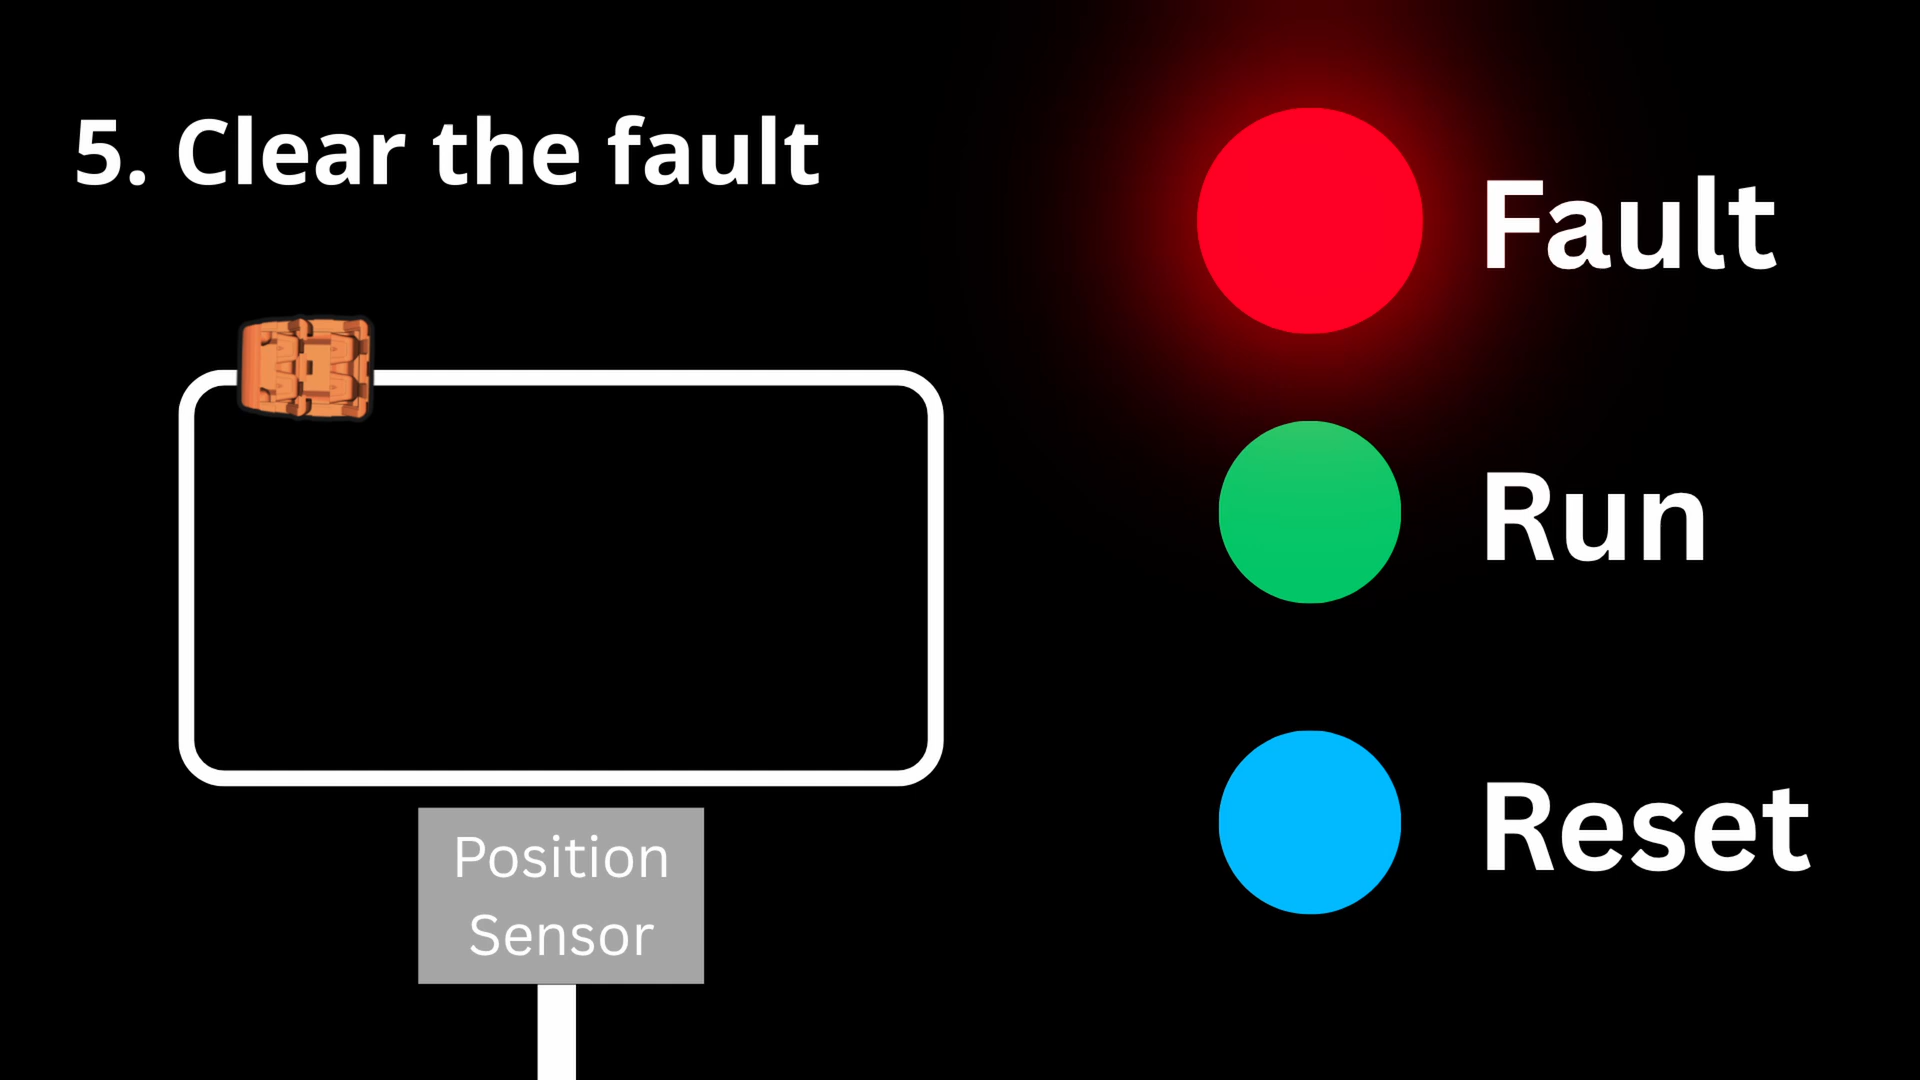 5. Clear the fault
Fault
Run
Reset
Position
Sensor